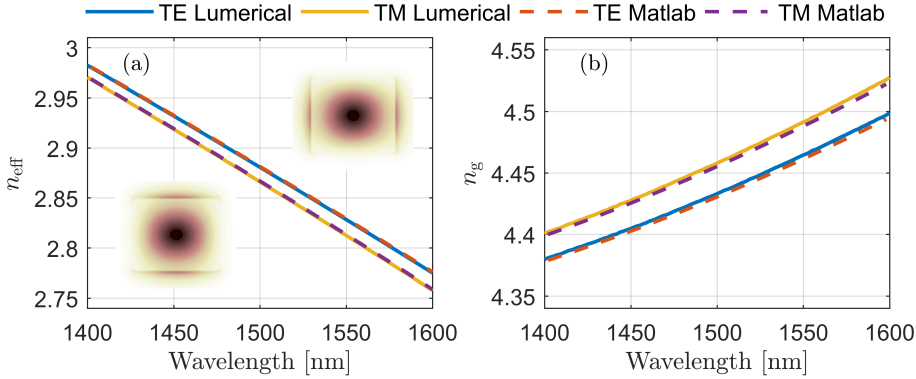 TE Lumerical TM Lumerical TE Matlab TM Matlab
(a)
3
2.95
2.9
2.85
2.8
2.75
n_eff
1400 1450 1500 1550 1600
Wavelength [nm]
(b)
4.55
4.5
4.45
4.4
4.35
n_g
1400 1450 1500 1550 1600
Wavelength [nm]